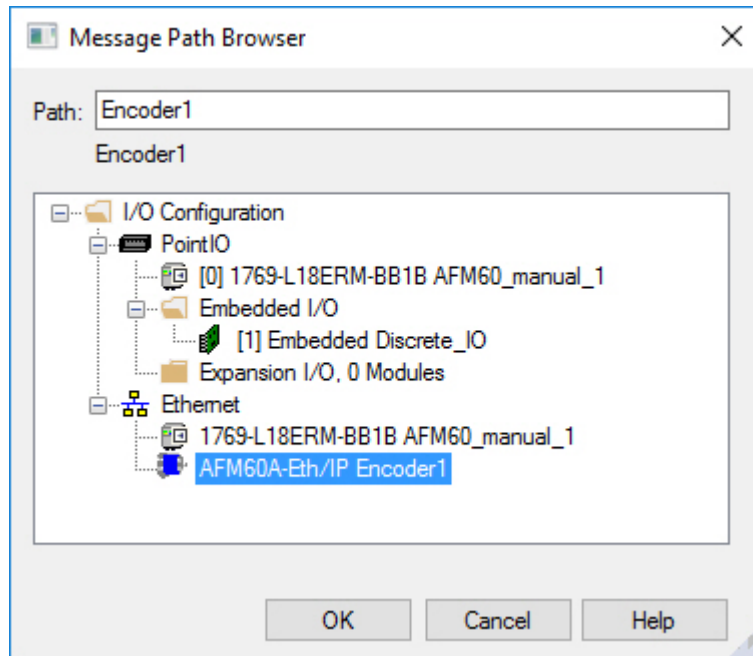 Message Path Browser
Path: Encoder1
Encoder1
I/O Configuration
PointIO
[0] 1769-L18ERM-BB1B AFM60_manual_1
Embedded I/O
[1] Embedded Discrete_IO
Expansion I/O, 0 Modules
Ethernet
1769-L18ERM-BB1B AFM60_manual_1
AFM60A-Eth/IP Encoder1
OK Cancel Help